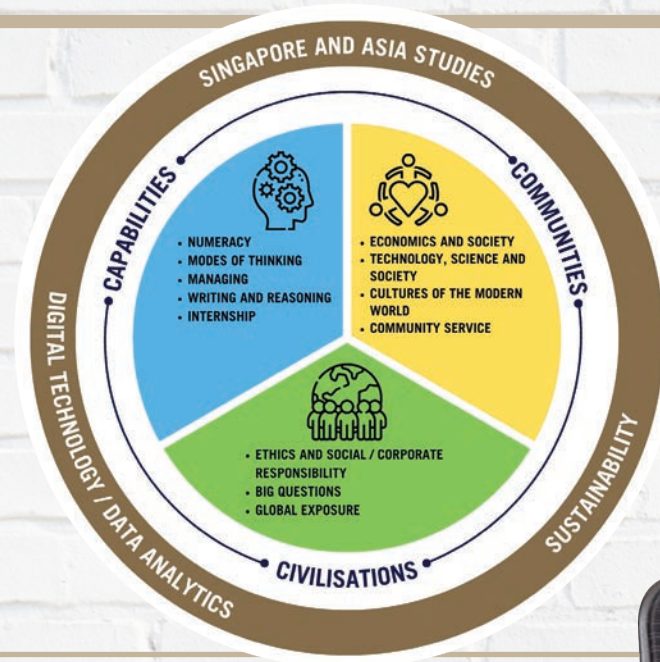 SINGAPORE AND ASIA STUDIES
CAPABILITIES
COMMUNITIES
• NUMERACY
• MODES OF THINKING
• MANAGING
• WRITING AND REASONING
• INTERNSHIP
• ECONOMICS AND SOCIETY
• TECHNOLOGY, SCIENCE AND
SOCIETY
• CULTURES OF THE MODERN
WORLD
• COMMUNITY SERVICE
• ETHICS AND SOCIAL / CORPORATE
RESPONSIBILITY
• BIG QUESTIONS
• GLOBAL EXPOSURE
CIVILISATIONS
DIGITAL TECHNOLOGY / DATA ANALYTICS
SUSTAINABILITY